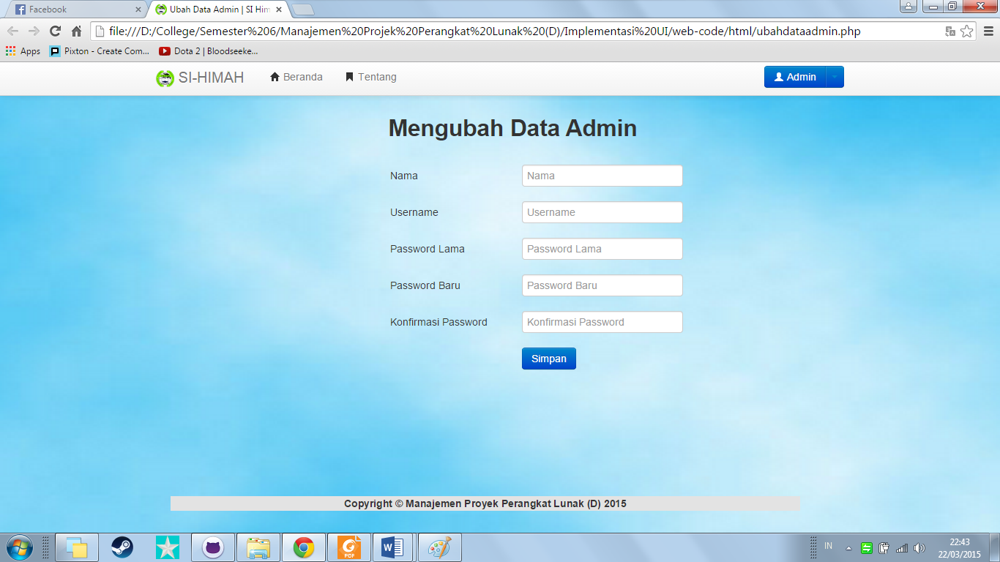 Facebook
Ubah Data Admin | SI Him
file:///D:/College/Semester%206/Manajemen%20Projek%20Perangkat%20Lunak%20(D)/Implementasi%20UI/web-code/html/ubahdataadmin.php
Apps Pixton - Create Com... Dota 2 | Bloodseeke...
SI-HIMAH Beranda Tentang Admin
Mengubah Data Admin
Nama Nama
Username Username
Password Lama Password Lama
Password Baru Password Baru
Konfirmasi Password Konfirmasi Password
Simpan
Copyright © Manajemen Proyek Perangkat Lunak (D) 2015
PDF
IN
22:43
22/03/2015